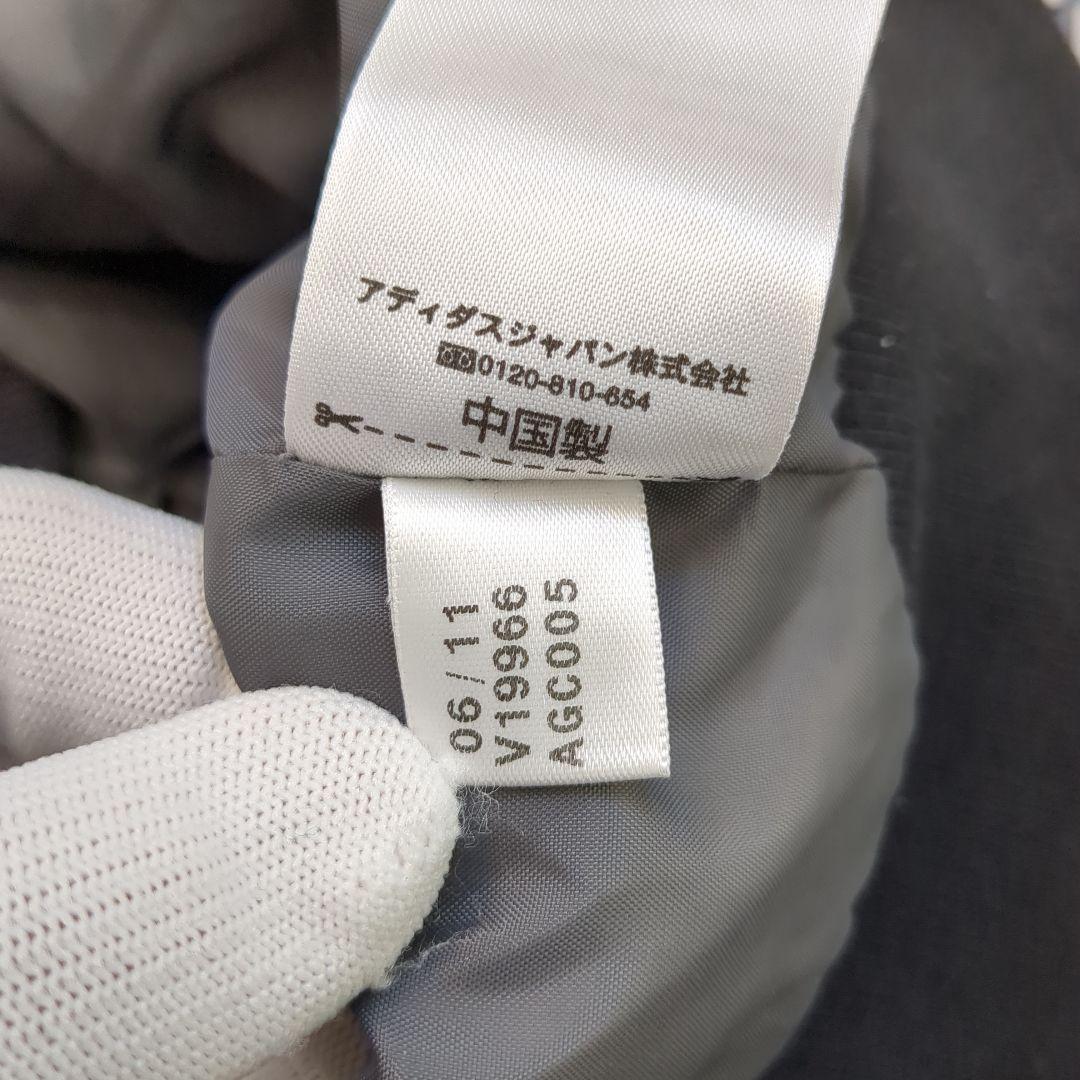 アディダスジャパン株式会社
0120-810-654
中国製
06/11
V19966
AGC005